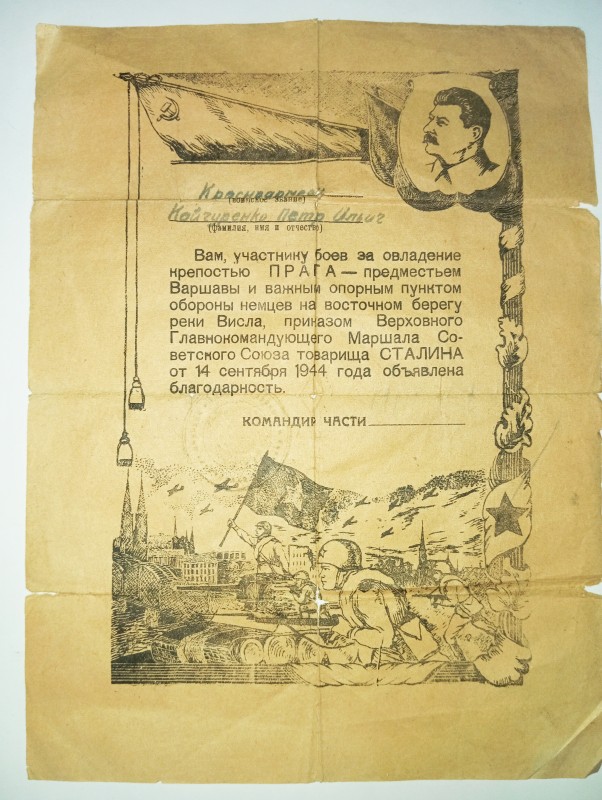 Красноармеец
(воинское звание)
Петр Ильич
(фамилия, имя и отчество)
Вам, участнику боев за овладение
крепостью ПРАГА — предместьем
Варшавы и важным опорным пунктом
обороны немцев на восточном берегу
реки Висла, приказом Верховного
Главнокомандующего Маршала Со-
ветского Союза товарища СТАЛИНА
от 14 сентября 1944 года объявлена
благодарность.
КОМАНДИР ЧАСТИ